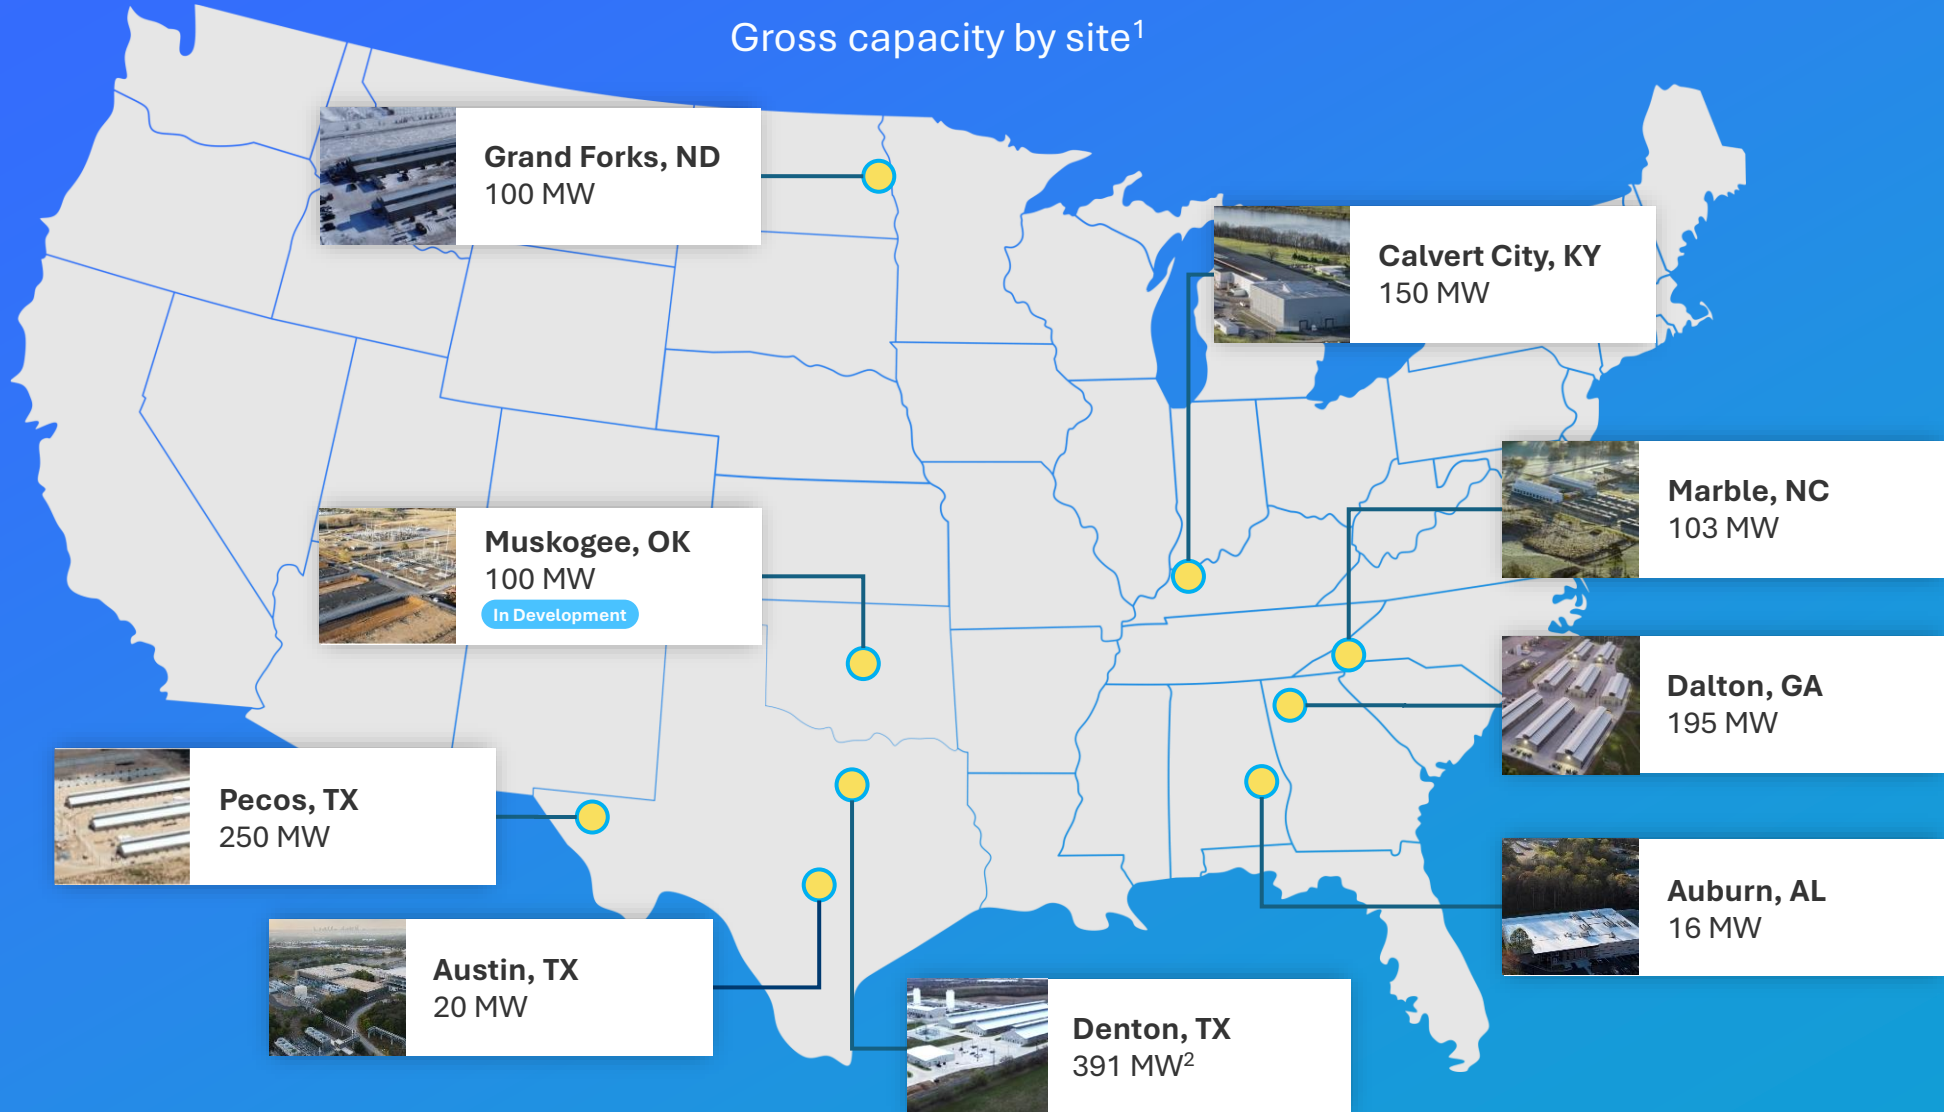 Gross capacity by site¹
Grand Forks, ND
100 MW
Calvert City, KY
150 MW
Marble, NC
103 MW
Muskogee, OK
100 MW
In Development
Dalton, GA
195 MW
Pecos, TX
250 MW
Auburn, AL
16 MW
Austin, TX
20 MW
Denton, TX
391 MW²